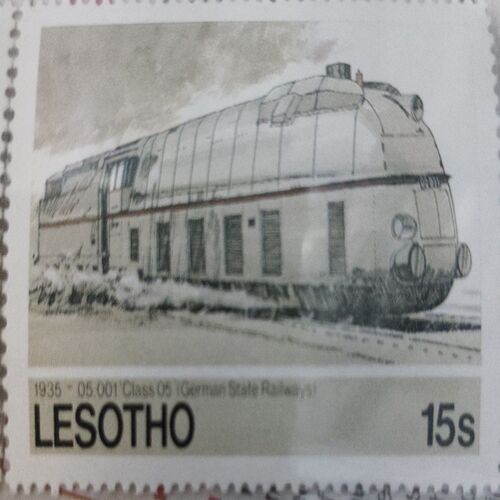 1935 - 05.001 'Class 05' (German State Railways)
LESOTHO 15s